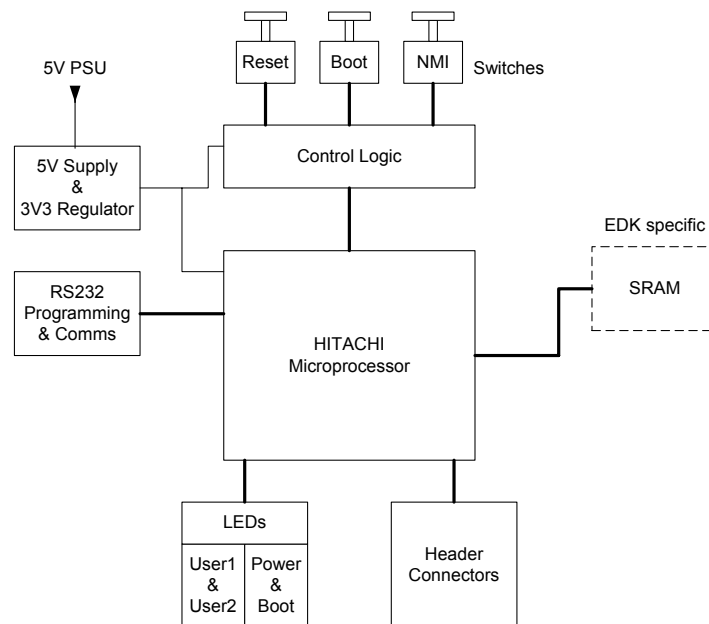 Reset
Boot
NMI
Switches
5V PSU
Control Logic
5V Supply
&
3V3 Regulator
EDK specific
SRAM
RS232
Programming
& Comms
HITACHI
Microprocessor
LEDs
User1
&
User2
Power
&
Boot
Header
Connectors